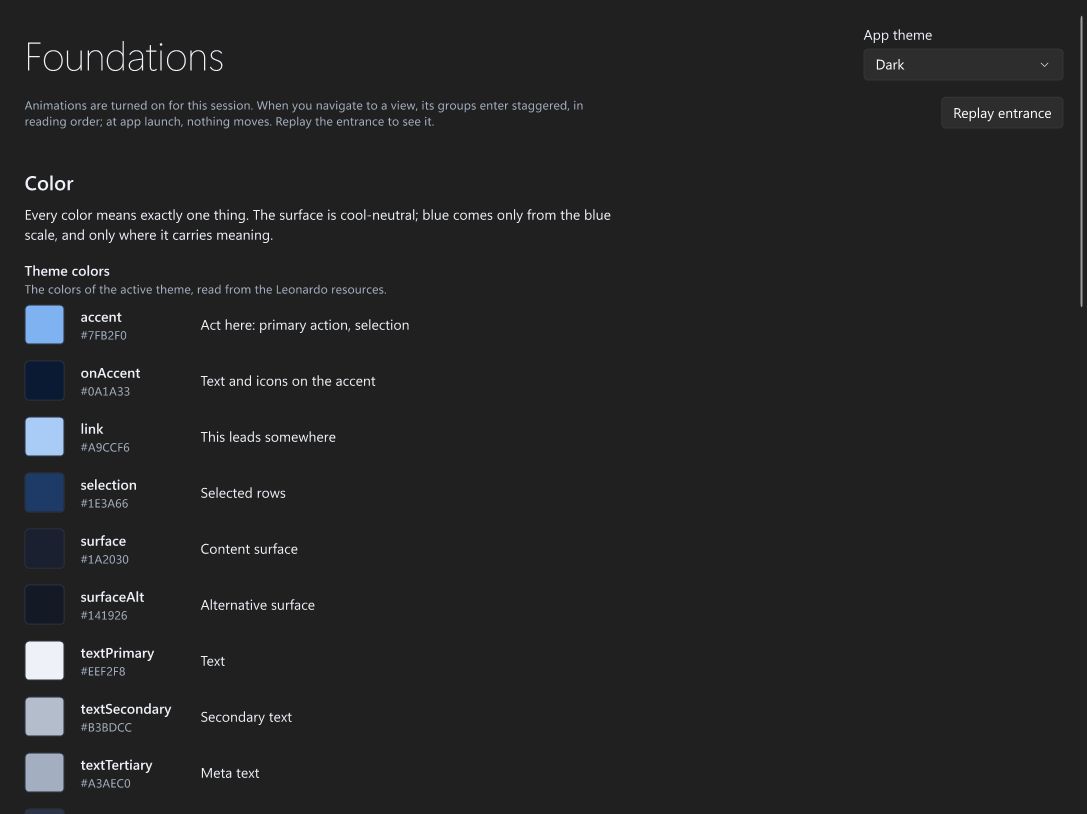 Foundations
App theme
Dark
Animations are turned on for this session. When you navigate to a view, its groups enter staggered, in
reading order; at app launch, nothing moves. Replay the entrance to see it.
Replay entrance
Color
Every color means exactly one thing. The surface is cool-neutral; blue comes only from the blue
scale, and only where it carries meaning.
Theme colors
The colors of the active theme, read from the Leonardo resources.
accent
#7FB2F0
Act here: primary action, selection
onAccent
#0A1A33
Text and icons on the accent
link
#A9CCF6
This leads somewhere
selection
#1E3A66
Selected rows
surface
#1A2030
Content surface
surfaceAlt
#141926
Alternative surface
textPrimary
#EEF2F8
Text
textSecondary
#B3BDCC
Secondary text
textTertiary
#A3AEC0
Meta text